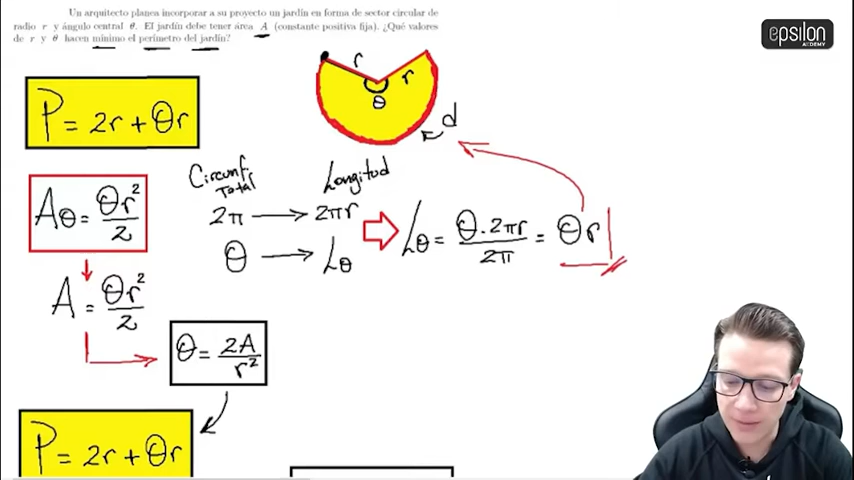 Un arquitecto planea incorporar a su proyecto un jardín en forma de sector circular de
radio r y ángulo central θ. El jardín debe tener área A (constante positiva fija). ¿Qué valores
de r y θ hacen mínimo el perímetro del jardín?
epsilon
ACADEMY
r
r
θ
d
P = 2r + θr
Circunf. Total
Longitud
2π → 2πr
θ → Lθ
Lθ = θ·2πr/2π = θr
Aθ = θr²/2
A = θr²/2
θ = 2A/r²
P = 2r + θr